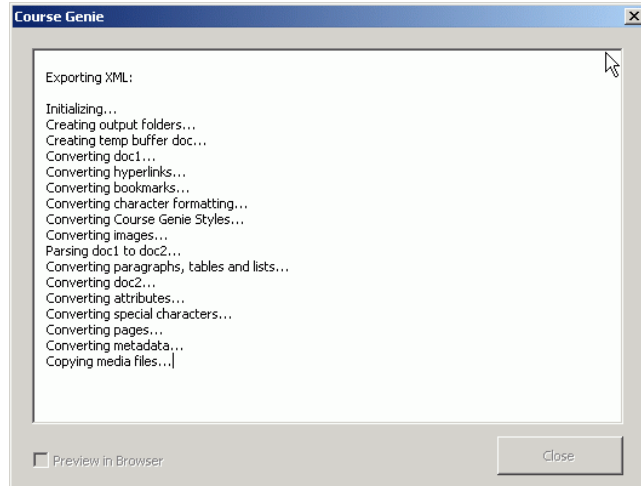 Course Genie
Exporting XML:
Initializing...
Creating output folders...
Creating temp buffer doc...
Converting doc1...
Converting hyperlinks...
Converting bookmarks...
Converting character formatting...
Converting Course Genie Styles...
Converting images...
Parsing doc1 to doc2...
Converting paragraphs, tables and lists...
Converting doc2...
Converting attributes...
Converting special characters...
Converting pages...
Converting metadata...
Copying media files...
Preview in Browser
Close